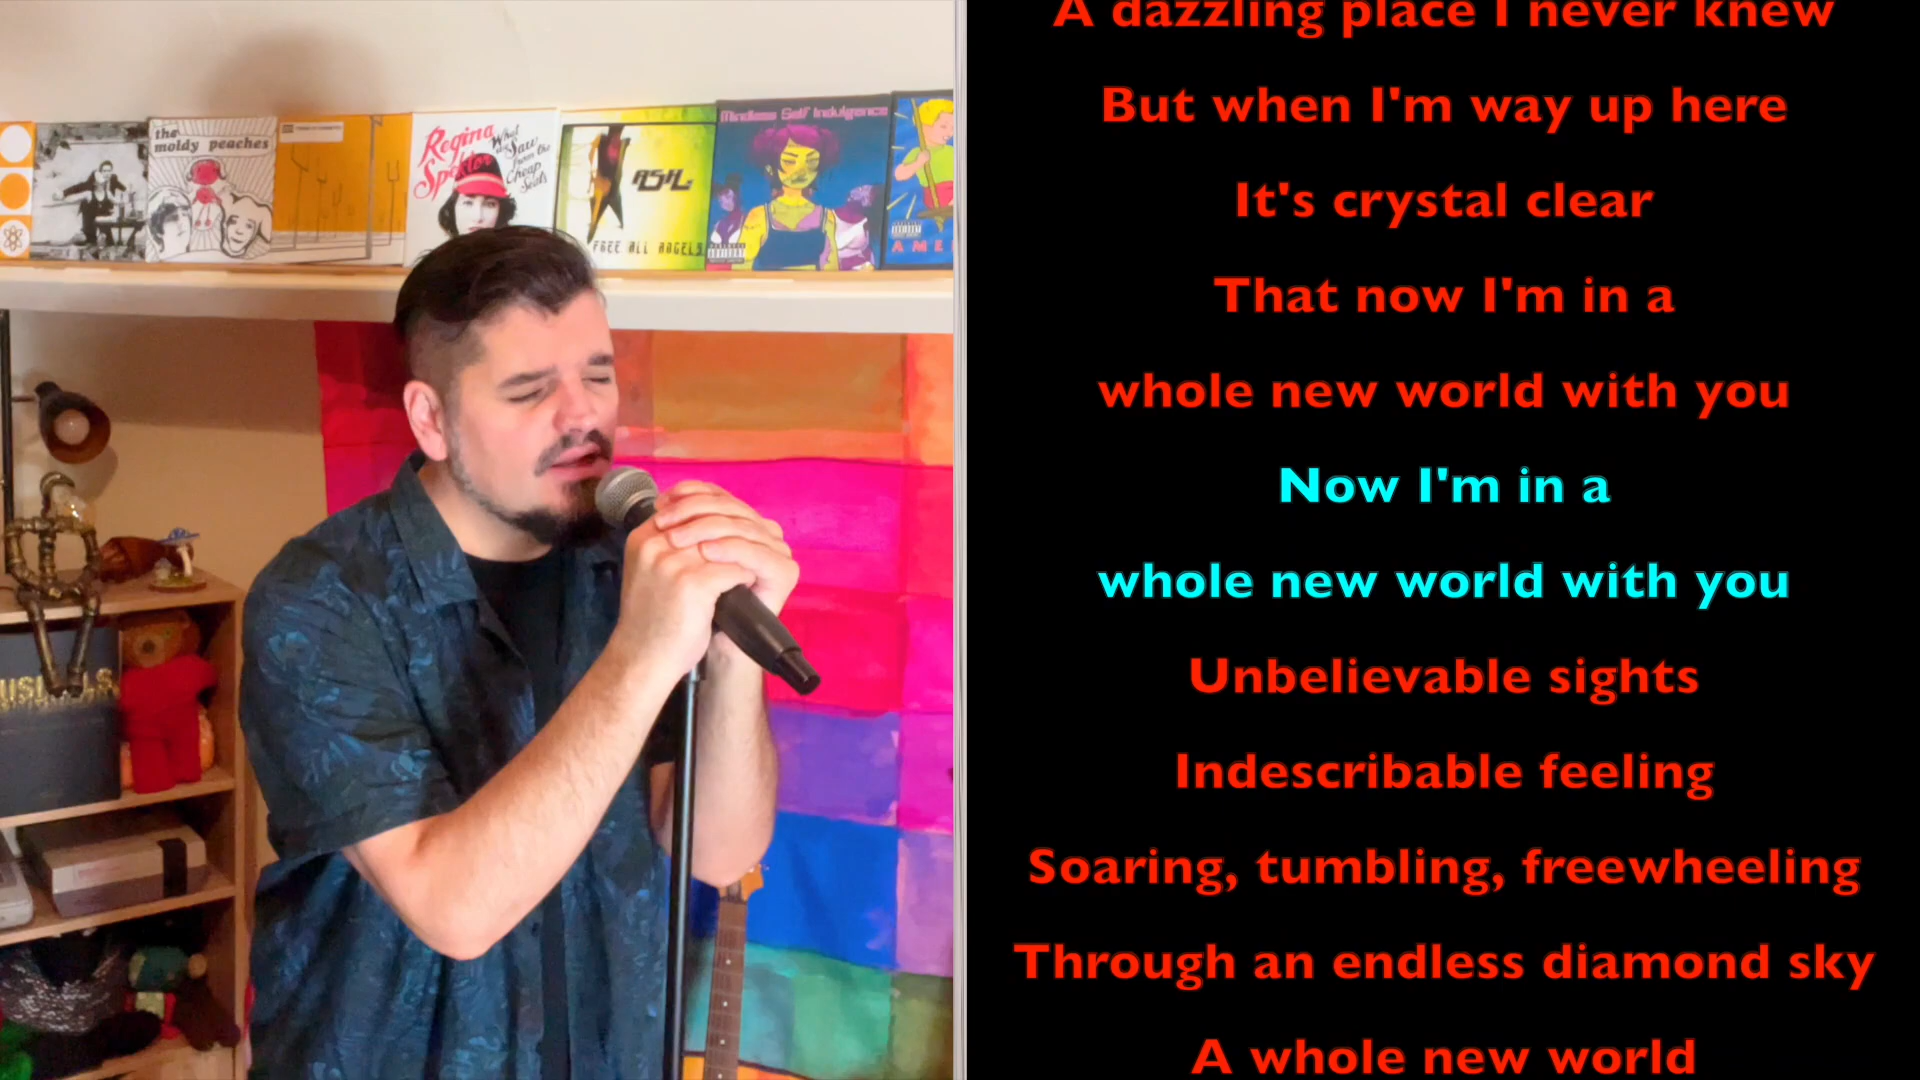 the
moldy peaches
Regina
Spektor
What
we Saw
from the
Cheap
Seats
ASH
FREE ALL ANGELS
Mindless Self Indulgence
AME
A dazzling place I never knew
But when I'm way up here
It's crystal clear
That now I'm in a
whole new world with you
Now I'm in a
whole new world with you
Unbelievable sights
Indescribable feeling
Soaring, tumbling, freewheeling
Through an endless diamond sky
A whole new world